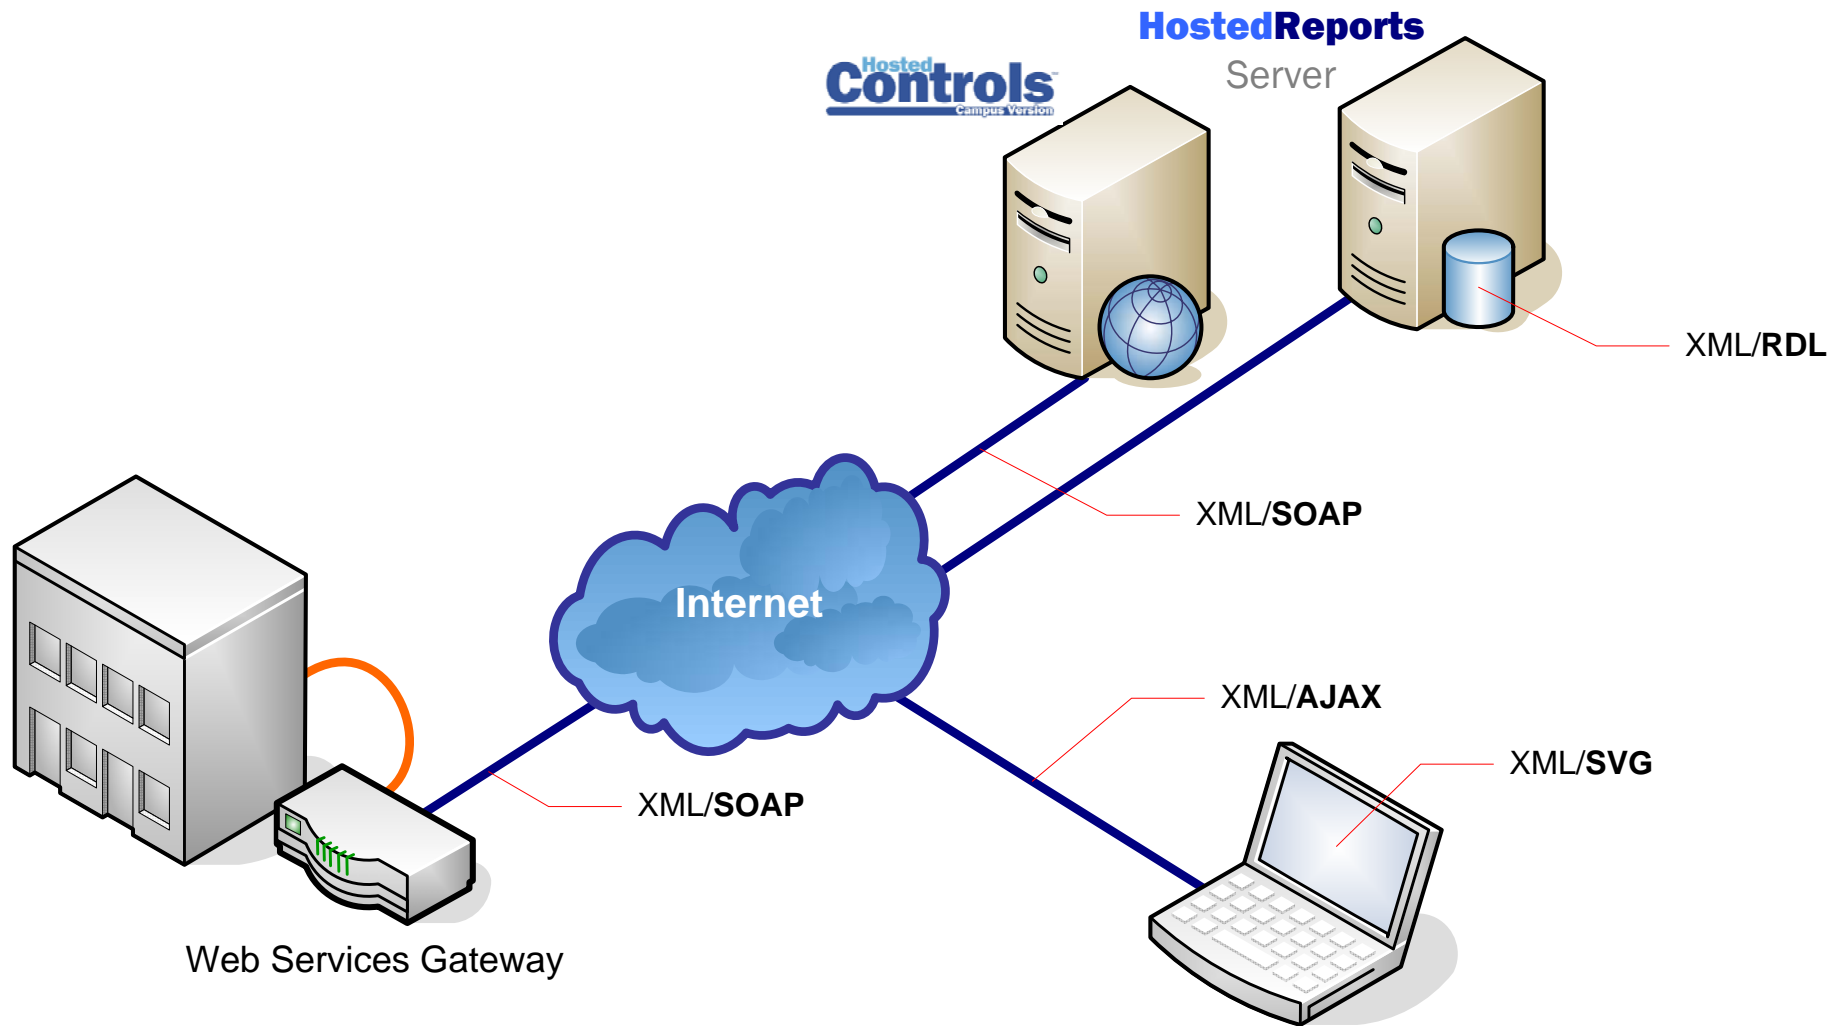 HostedReports
Server
Hosted
Controls
Campus Version
XML/RDL
XML/SOAP
Internet
XML/AJAX
XML/SVG
XML/SOAP
Web Services Gateway